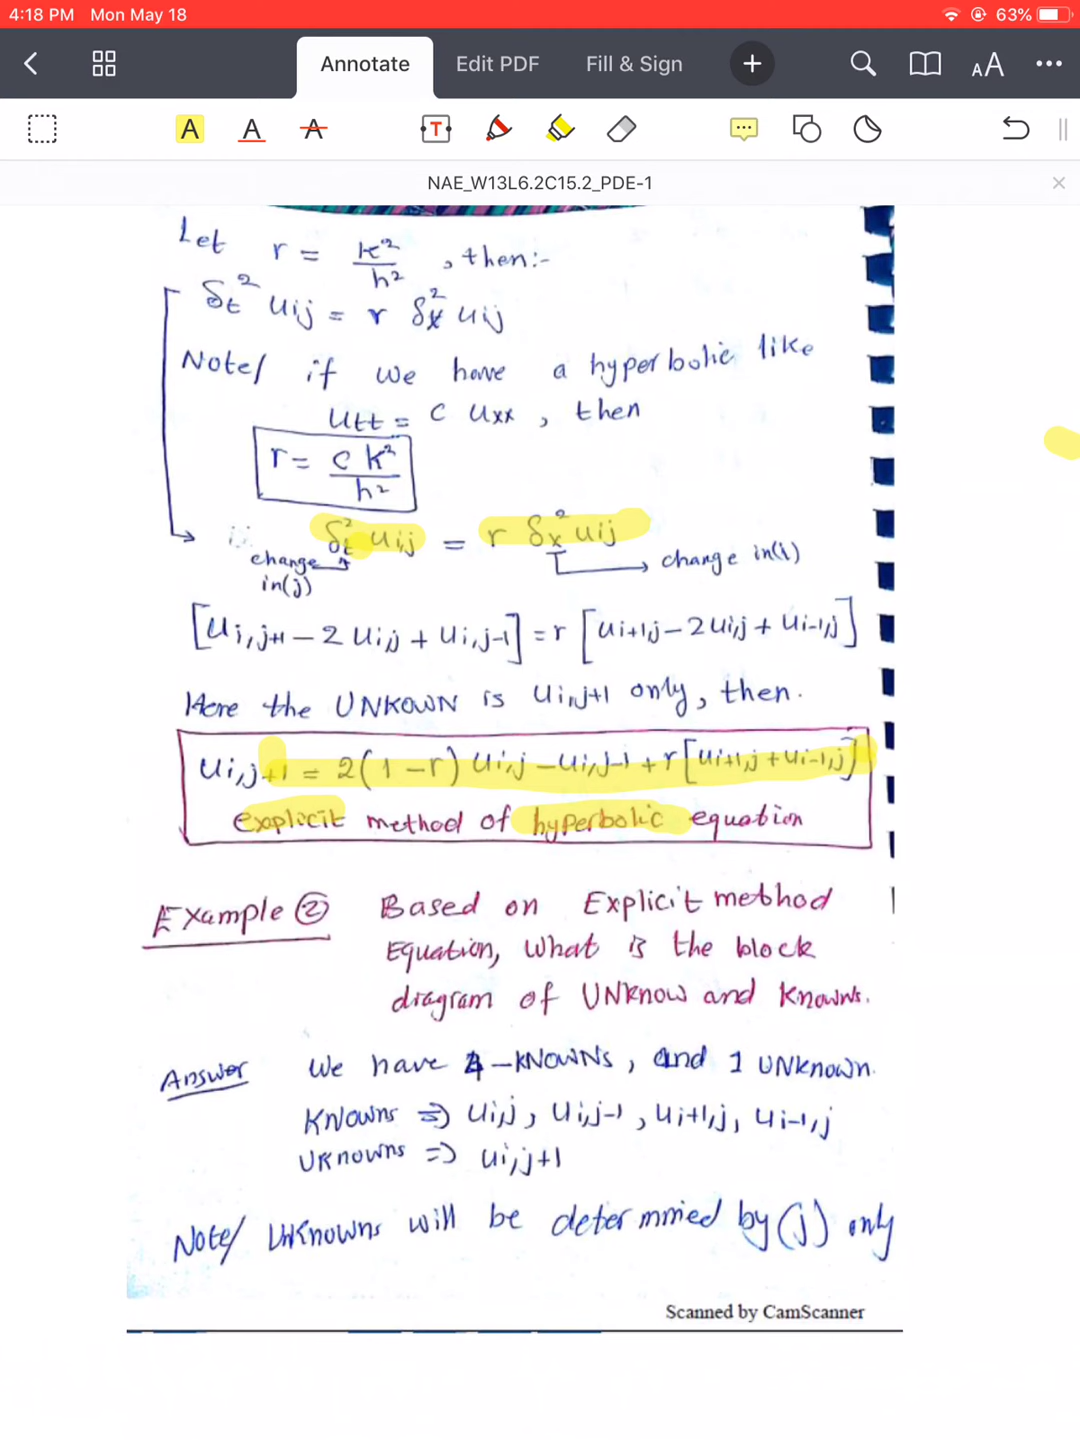 4:18 PM Mon May 18 63%
Annotate Edit PDF Fill & Sign
NAE_W13L6.2C15.2_PDE-1
Let r = k²/h² , then:-
δt² uij = r δx² uij
Note/ if we have a hyperbolic like
utt = c uxx , then
r = c k²/h²
∴ δt² ui,j = r δx² uij
change in(j) change in(i)
[ui,j+1 - 2 ui,j + ui,j-1] = r [ui+1,j - 2 ui,j + ui-1,j]
Here the UNKOWN is ui,j+1 only, then.
ui,j+1 = 2(1-r) ui,j - ui,j-1 + r[ui+1,j + ui-1,j]
explicit method of hyperbolic equation
Example ② Based on Explicit method
Equation, what is the block
diagram of UNKnow and Knowns.
Answer We have 4-KNOWNS, and 1 UNKnown.
KNowns => ui,j , ui,j-1 , ui+1,j , ui-1,j
UKnowns => ui,j+1
Note/ UnKnowns will be determined by (j) only
Scanned by CamScanner